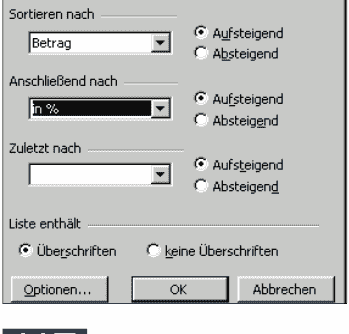 Sortieren nach
Betrag
Aufsteigend
Absteigend
Anschließend nach
in %
Aufsteigend
Absteigend
Zuletzt nach
Aufsteigend
Absteigend
Liste enthält
Überschriften keine Überschriften
Optionen... OK Abbrechen